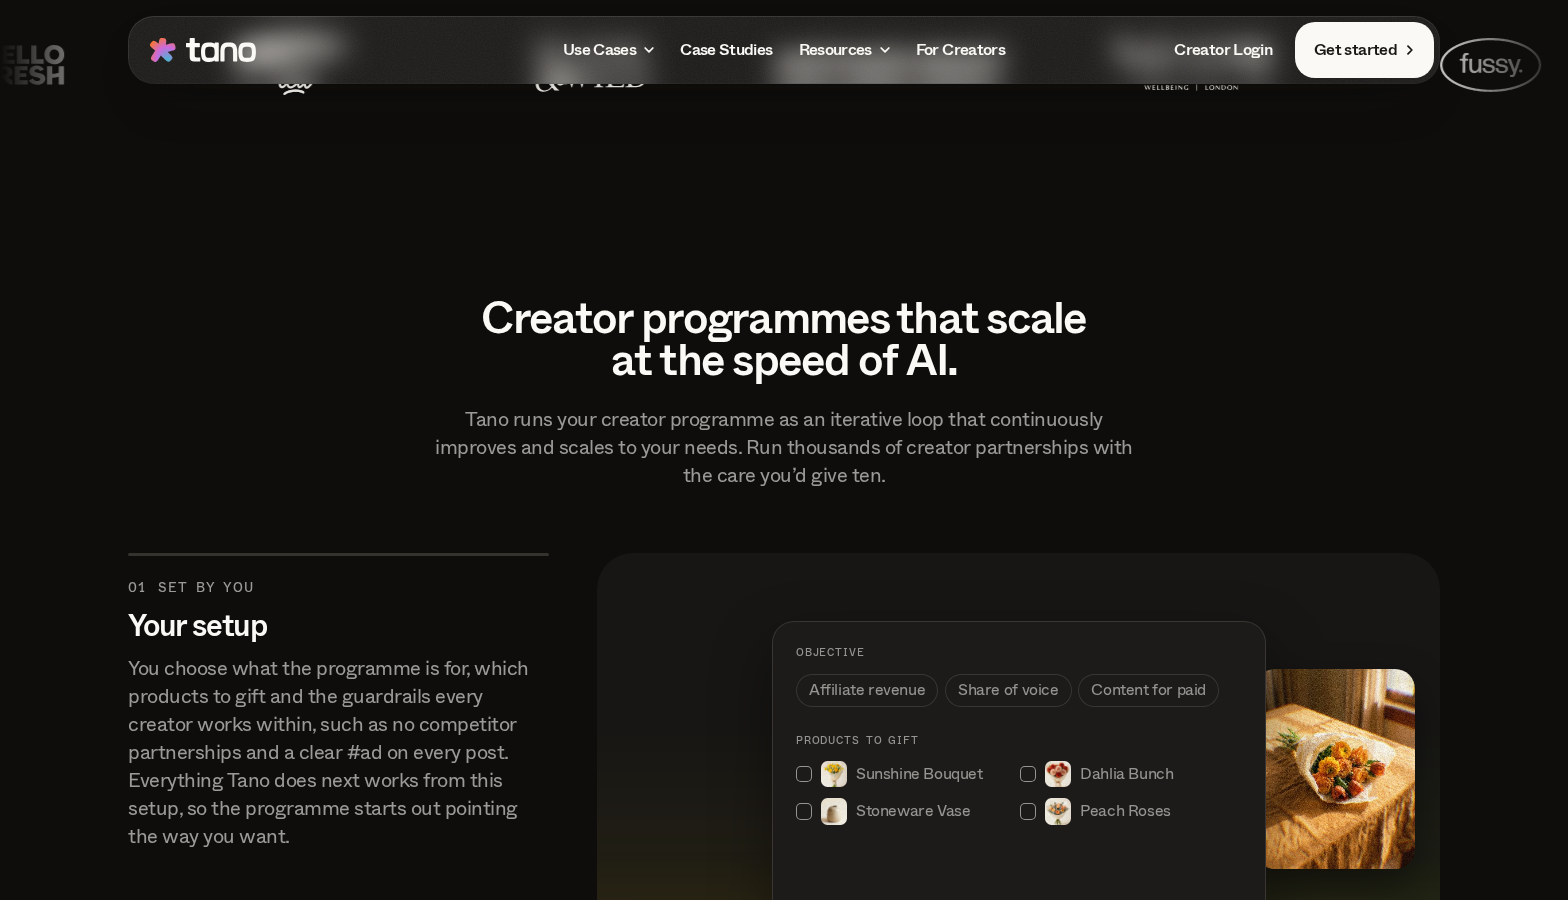 ELLO
RESH
tano
Use Cases
Case Studies
Resources
For Creators
Creator Login
Get started
fussy.
& WILD
WELLBEING | LONDON
Creator programmes that scale
at the speed of AI.
Tano runs your creator programme as an iterative loop that continuously
improves and scales to your needs. Run thousands of creator partnerships with
the care you’d give ten.
01 SET BY YOU
Your setup
You choose what the programme is for, which
products to gift and the guardrails every
creator works within, such as no competitor
partnerships and a clear #ad on every post.
Everything Tano does next works from this
setup, so the programme starts out pointing
the way you want.
OBJECTIVE
Affiliate revenue
Share of voice
Content for paid
PRODUCTS TO GIFT
Sunshine Bouquet
Dahlia Bunch
Stoneware Vase
Peach Roses